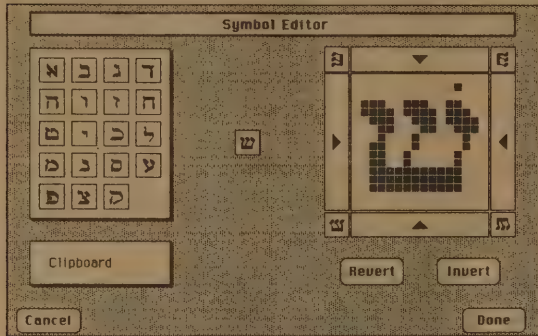 Symbol Editor
א ב ג ד
ה ו ז ח
ט י כ ל
מ נ ס ע
פ צ ק
ש
ש
Clipboard
Revert
Invert
Cancel
Done